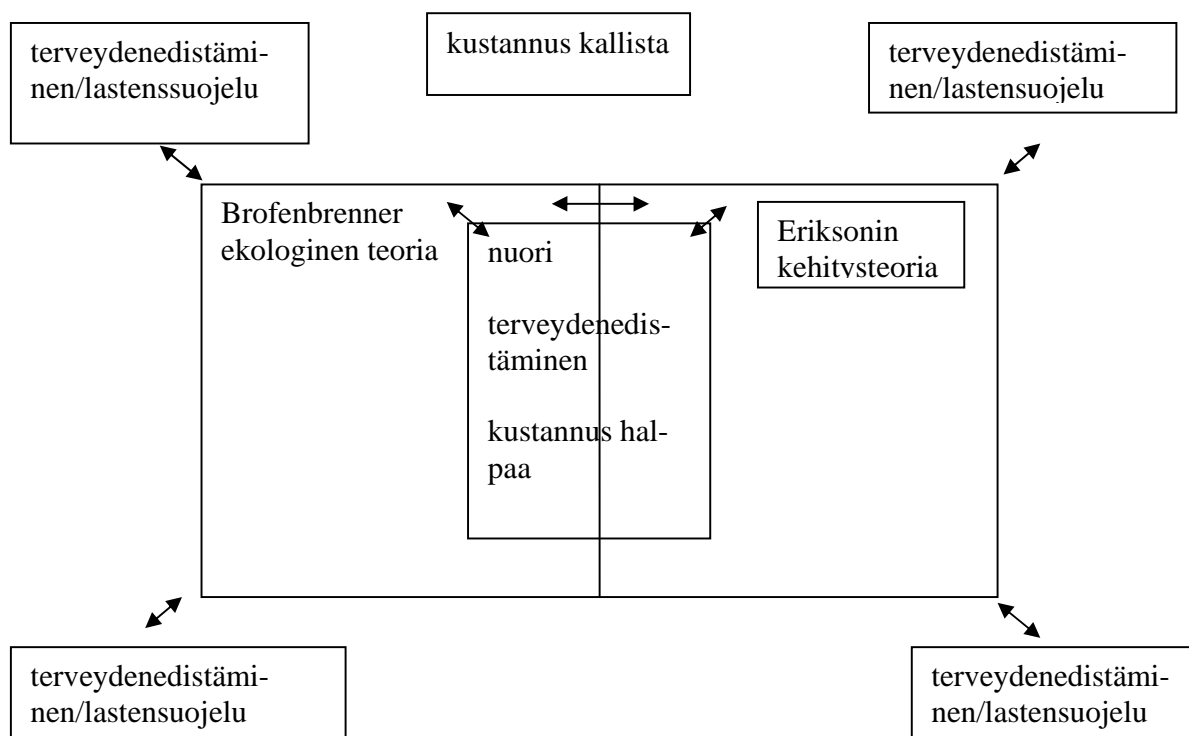 terveydenedistämi-
nen/lastenssuojelu
kustannus kallista
terveydenedistämi-
nen/lastensuojelu
Brofenbrenner
ekologinen teoria
nuori
terveydenedis-
täminen
kustannus hal-
paa
Eriksonin
kehitysteoria
terveydenedistämi-
nen/lastensuojelu
terveydenedistämi-
nen/lastensuojelu